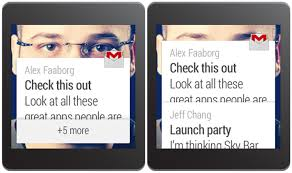 Alex Faaborg
Check this out
Look at all these
great apps people are
+5 more
Alex Faaborg
Check this out
Look at all these
great apps people are
Jeff Chang
Launch party
I'm thinking Sky Bar